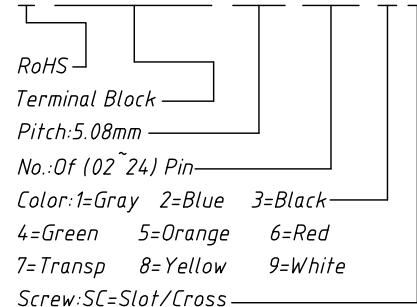 RoHS
Terminal Block
Pitch:5.08mm
No.:Of (02~24) Pin
Color:1=Gray 2=Blue 3=Black
4=Green 5=Orange 6=Red
7=Transp 8=Yellow 9=White
Screw:SC=Slot/Cross